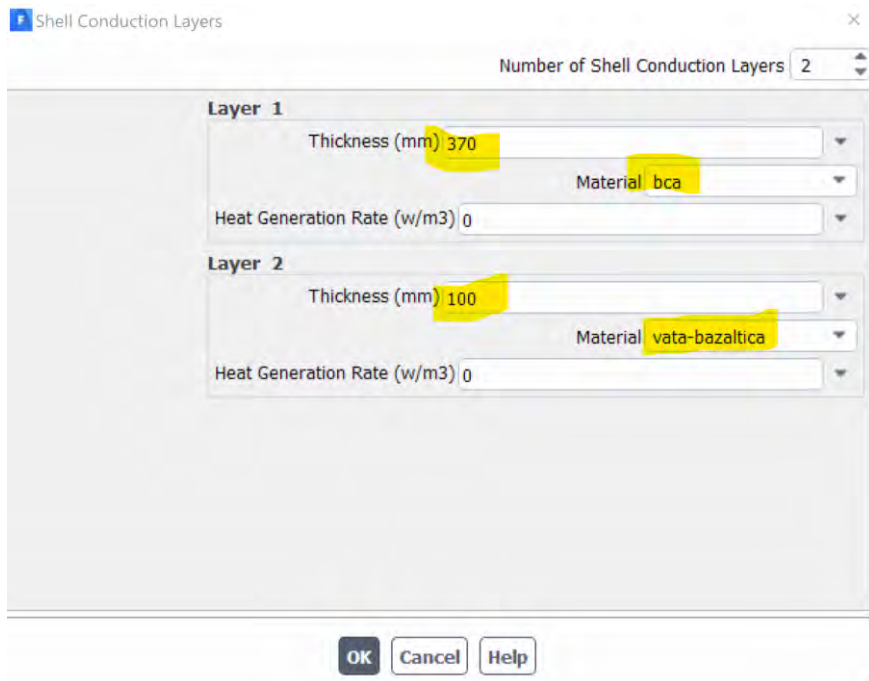 Shell Conduction Layers
Number of Shell Conduction Layers 2
Layer 1
Thickness (mm) 370
Material bca
Heat Generation Rate (w/m3) 0
Layer 2
Thickness (mm) 100
Material vata-bazaltica
Heat Generation Rate (w/m3) 0
OK Cancel Help